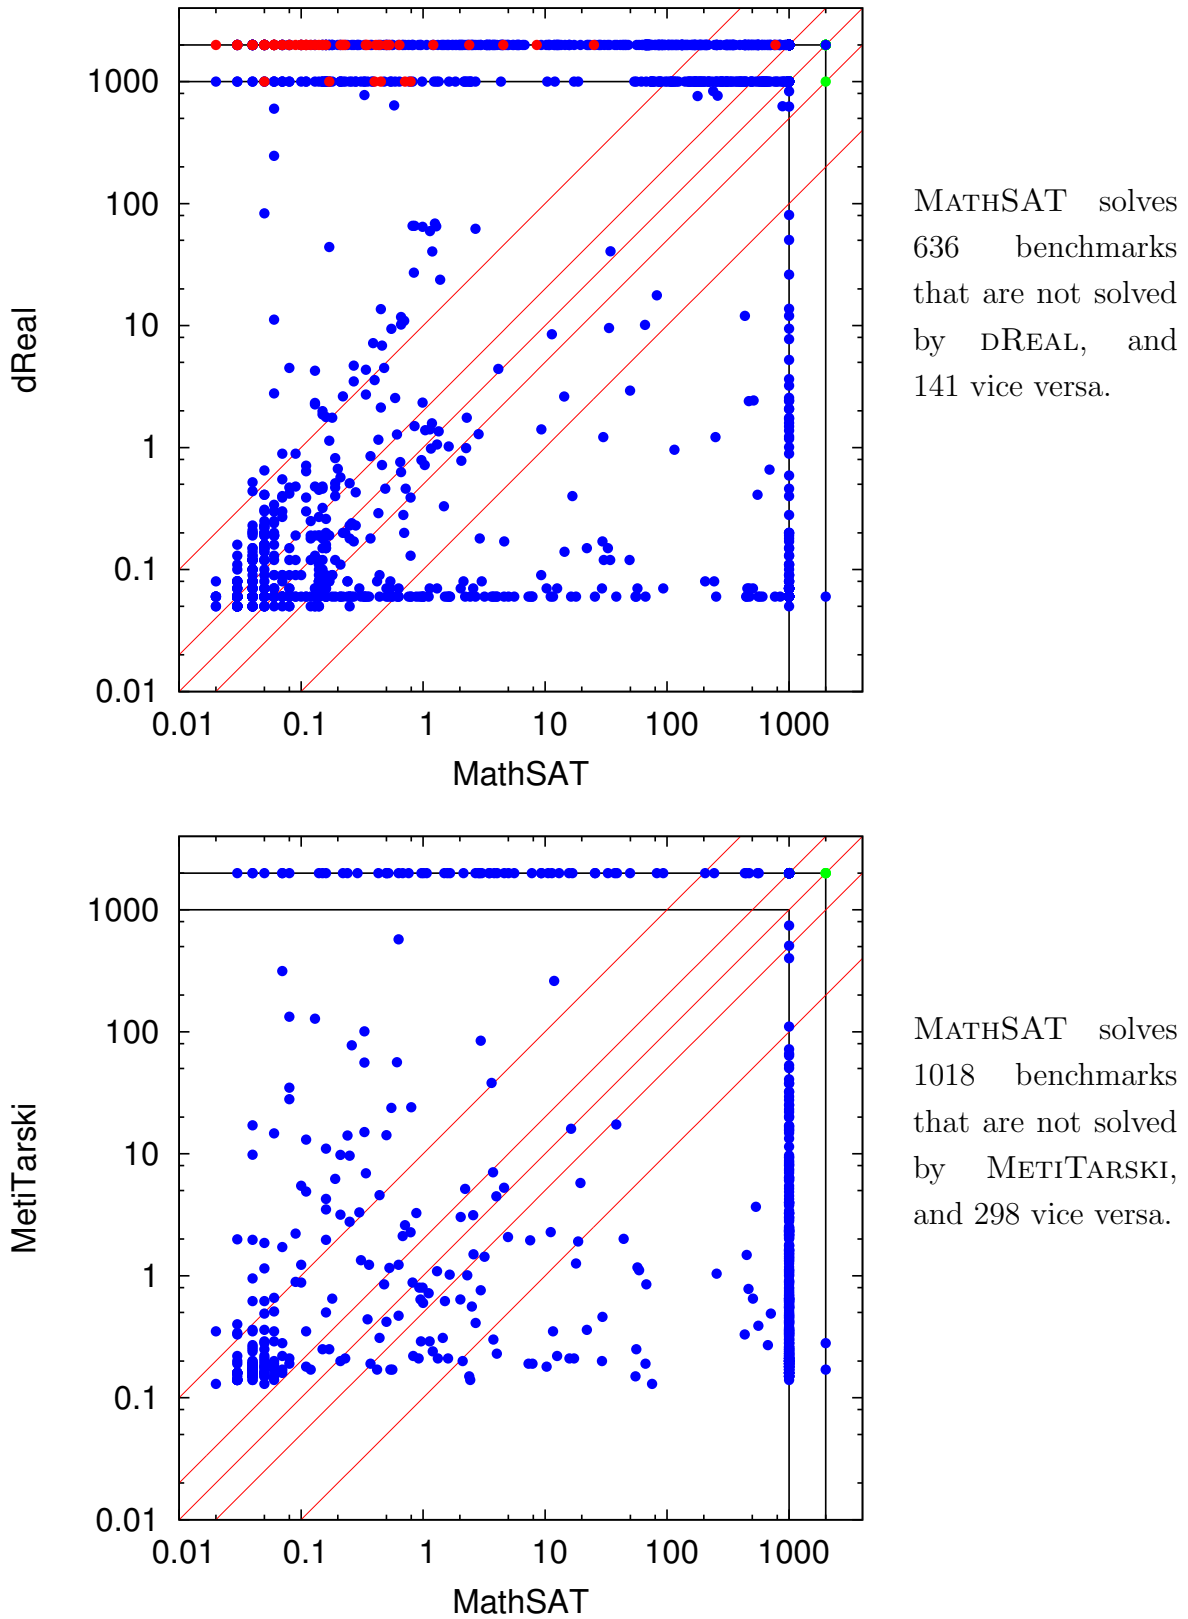 1000
100
10
1
0.1
0.01
dReal
0.01 0.1 1 10 100 1000
MathSAT
MATHSAT solves
636 benchmarks
that are not solved
by DREAL, and
141 vice versa.
1000
100
10
1
0.1
0.01
MetiTarski
0.01 0.1 1 10 100 1000
MathSAT
MATHSAT solves
1018 benchmarks
that are not solved
by METITARSKI,
and 298 vice versa.